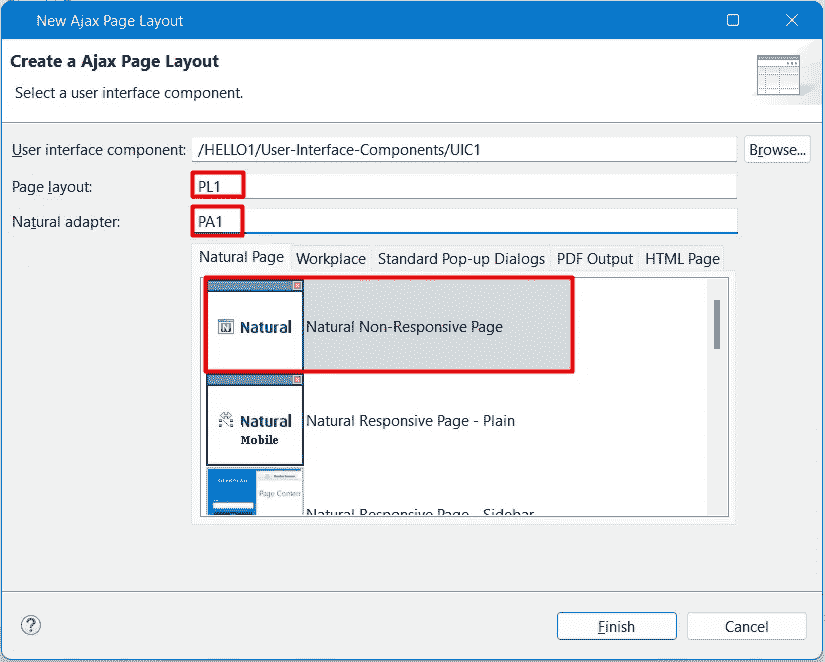 New Ajax Page Layout
Create a Ajax Page Layout
Select a user interface component.
User interface component: /HELLO1/User-Interface-Components/UIC1 Browse...
Page layout: PL1
Natural adapter: PA1
Natural Page Workplace Standard Pop-up Dialogs PDF Output HTML Page
Natural Natural Non-Responsive Page
Natural Mobile Natural Responsive Page - Plain
Page Conten
Natural Responsive Page - Sidebar
Finish Cancel